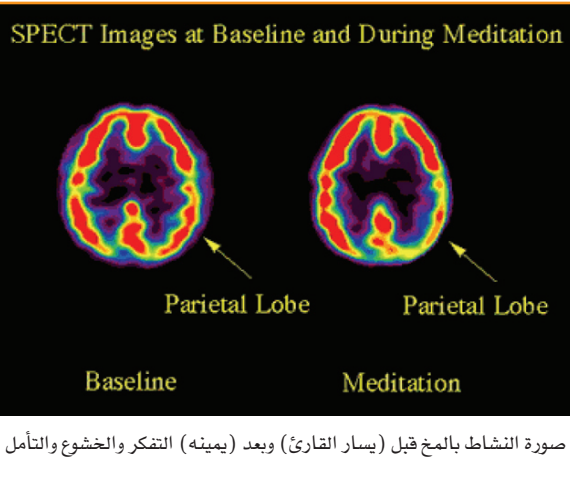 SPECT Images at Baseline and During Meditation
Parietal Lobe
Parietal Lobe
Baseline
Meditation
صورة النشاط بالمخ قبل (يسار القارئ) وبعد (يمينه) التفكر والخشوع والتأمل